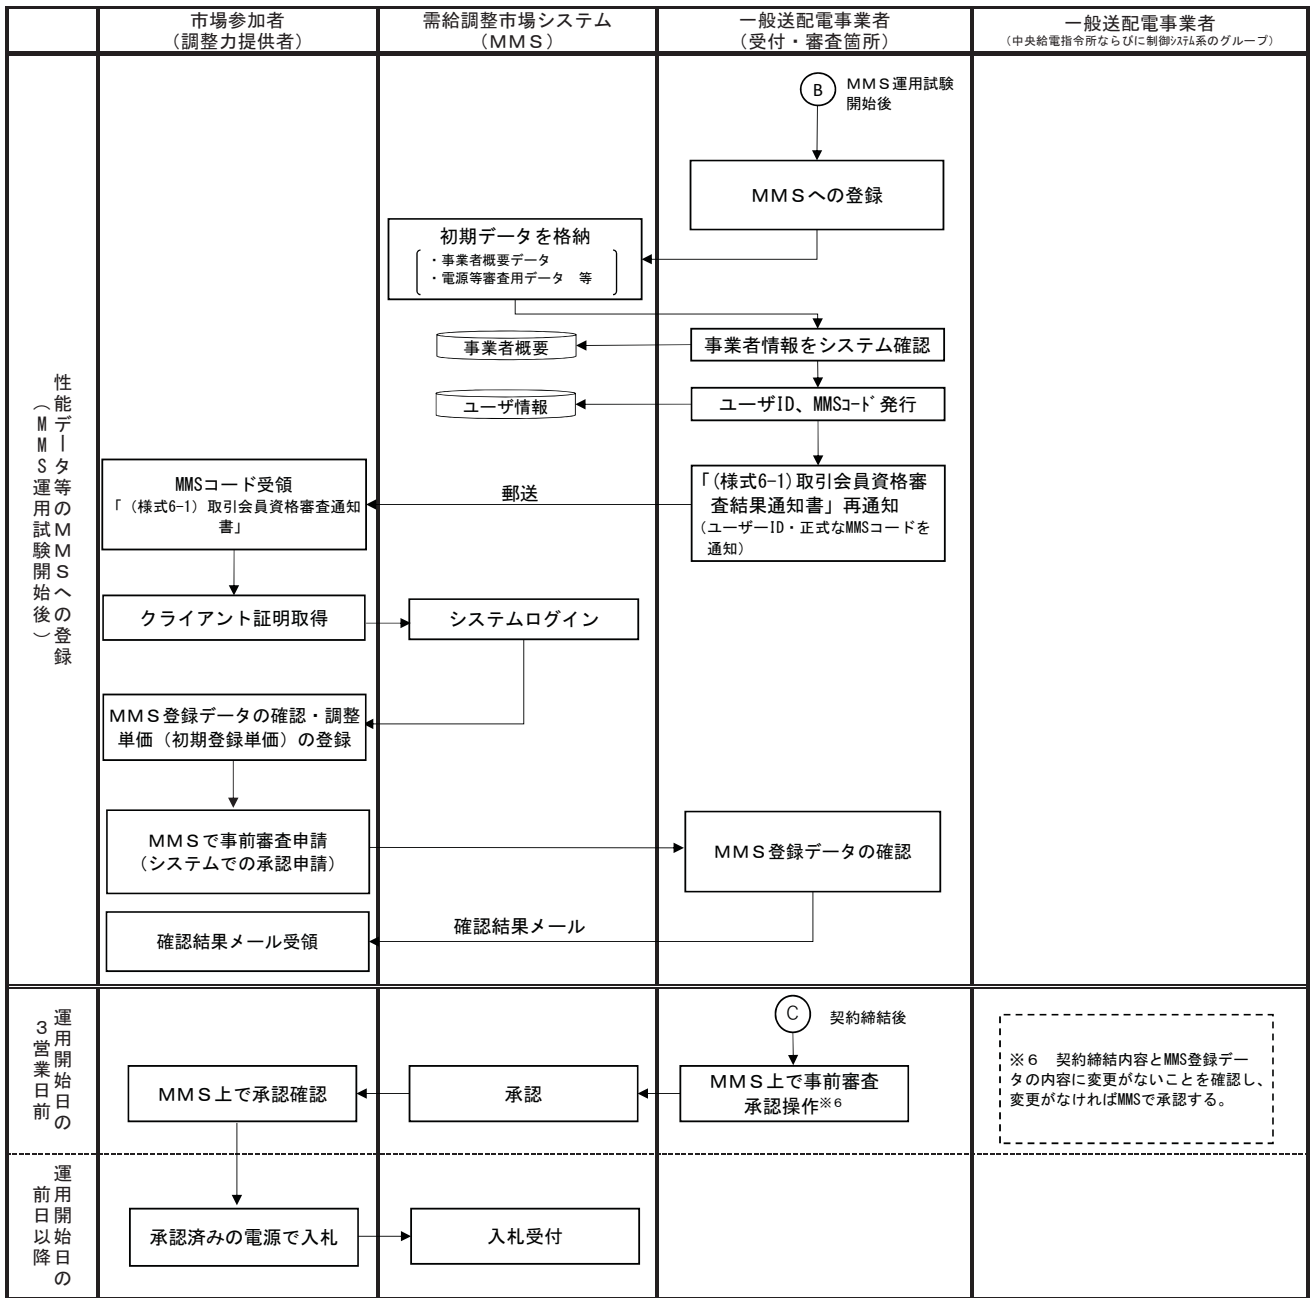 市場参加者
（調整力提供者）
需給調整市場システム
（ＭＭＳ）
一般送配電事業者
（受付・審査箇所）
一般送配電事業者
（中央給電指令所ならびに制御ｼｽﾃﾑ系のグループ）
性能データ等のＭＭＳへの登録
（ＭＭＳ運用試験開始後）
B
ＭＭＳ運用試験
開始後
ＭＭＳへの登録
初期データを格納
・事業者概要データ
・電源等審査用データ　等
事業者情報をシステム確認
事業者概要
ユーザID、MMSｺｰﾄﾞ発行
ユーザ情報
「(様式6-1)取引会員資格審
査結果通知書」再通知
（ユーザーID・正式なMMSコードを
通知）
郵送
MMSコード受領
「（様式6-1）取引会員資格審査通知
書」
クライアント証明取得
システムログイン
ＭＭＳ登録データの確認・調整
単価（初期登録単価）の登録
ＭＭＳで事前審査申請
（システムでの承認申請）
ＭＭＳ登録データの確認
確認結果メール
確認結果メール受領
運用開始日の
３営業日前
C
契約締結後
ＭＭＳ上で事前審査
承認操作※６
承認
ＭＭＳ上で承認確認
※６　契約締結内容とMMS登録デー
タの内容に変更がないことを確認し、
変更がなければMMSで承認する。
運用開始日の
前日以降
承認済みの電源で入札
入札受付